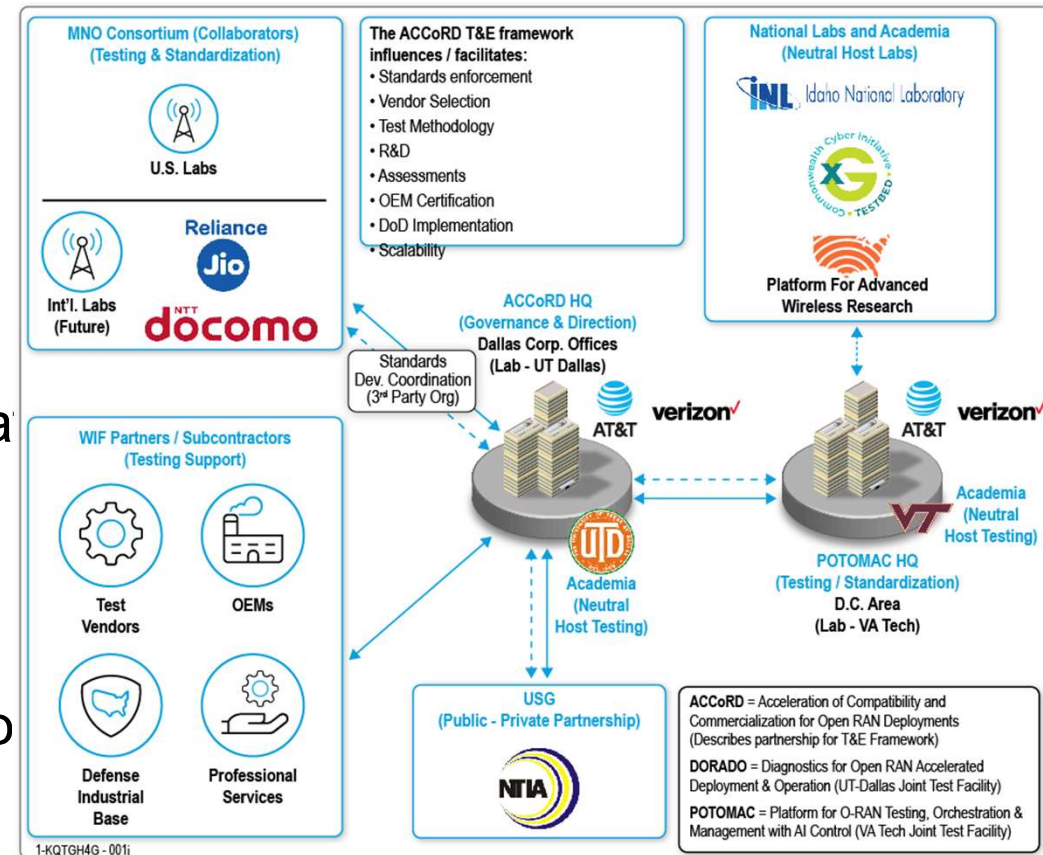 MNO Consortium (Collaborators)
(Testing & Standardization)
U.S. Labs
Int'l. Labs
(Future)
Reliance
Jio
NTT
döcomo
The ACCoRD T&E framework
influences / facilitates:
• Standards enforcement
• Vendor Selection
• Test Methodology
• R&D
• Assessments
• OEM Certification
• DoD Implementation
• Scalability
National Labs and Academia
(Neutral Host Labs)
INL Idaho National Laboratory
Commonwealth Cyber Initiative
xG
• TESTBED •
Platform For Advanced
Wireless Research
ACCoRD HQ
(Governance & Direction)
Dallas Corp. Offices
(Lab - UT Dallas)
Standards
Dev. Coordination
(3rd Party Org)
AT&T
verizon✓
AT&T
verizon✓
a
WIF Partners / Subcontractors
(Testing Support)
Test
Vendors
OEMs
Defense
Industrial
Base
Professional
Services
o
UTD
Academia
(Neutral
Host Testing)
VT
Academia
(Neutral
Host Testing)
POTOMAC HQ
(Testing / Standardization)
D.C. Area
(Lab - VA Tech)
USG
(Public - Private Partnership)
NTIA
ACCoRD = Acceleration of Compatibility and
Commercialization for Open RAN Deployments
(Describes partnership for T&E Framework)
DORADO = Diagnostics for Open RAN Accelerated
Deployment & Operation (UT-Dallas Joint Test Facility)
POTOMAC = Platform for O-RAN Testing, Orchestration &
Management with AI Control (VA Tech Joint Test Facility)
1-KQTGH4G - 001i